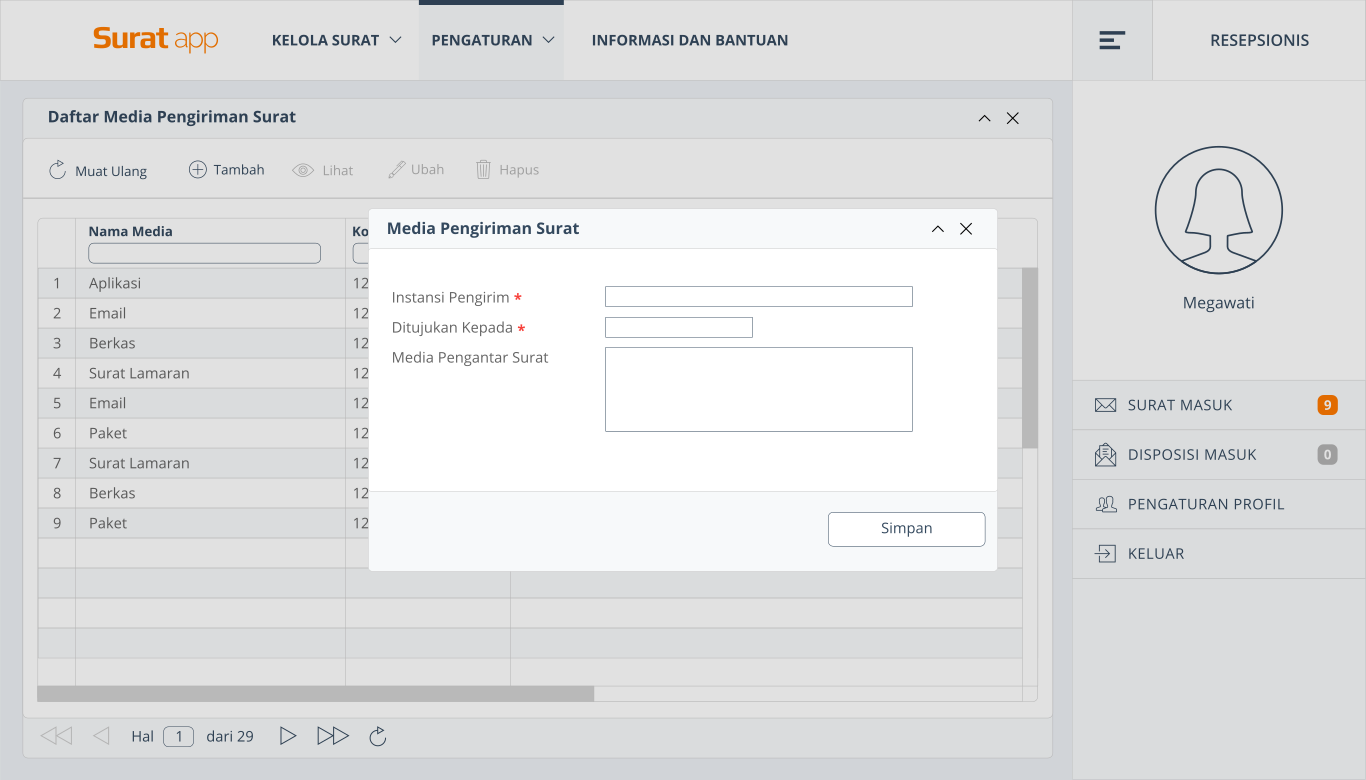 Surat app
KELOLA SURAT
PENGATURAN
INFORMASI DAN BANTUAN
RESEPSIONIS
Daftar Media Pengiriman Surat
Muat Ulang
Tambah
Lihat
Ubah
Hapus
Nama Media
Ko
1 Aplikasi 12
2 Email 12
3 Berkas 12
4 Surat Lamaran 12
5 Email 12
6 Paket 12
7 Surat Lamaran 12
8 Berkas 12
9 Paket 12
Hal 1 dari 29
Media Pengiriman Surat
Instansi Pengirim *
Ditujukan Kepada *
Media Pengantar Surat
Simpan
Megawati
SURAT MASUK 9
DISPOSISI MASUK 0
PENGATURAN PROFIL
KELUAR